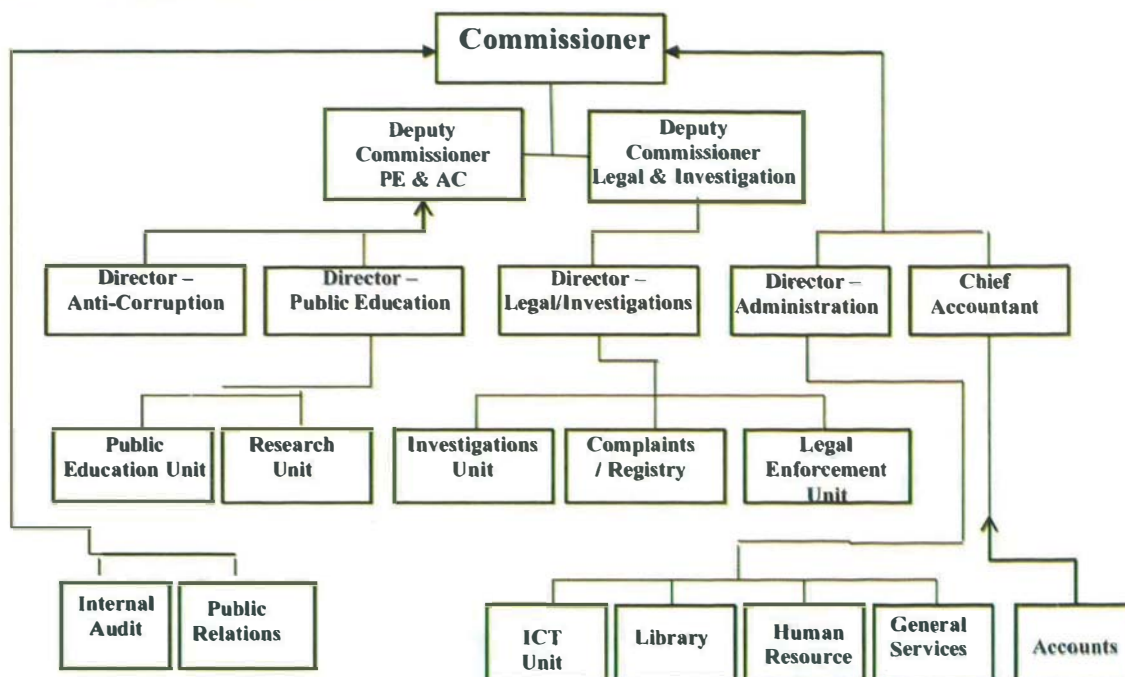 Commissioner
Deputy
Commissioner
PE & AC
Deputy
Commissioner
Legal & Investigation
Director –
Anti-Corruption
Director –
Public Education
Director –
Legal/Investigations
Director –
Administration
Chief
Accountant
Public
Education Unit
Research
Unit
Investigations
Unit
Complaints
/ Registry
Legal
Enforcement
Unit
Internal
Audit
Public
Relations
ICT
Unit
Library
Human
Resource
General
Services
Accounts